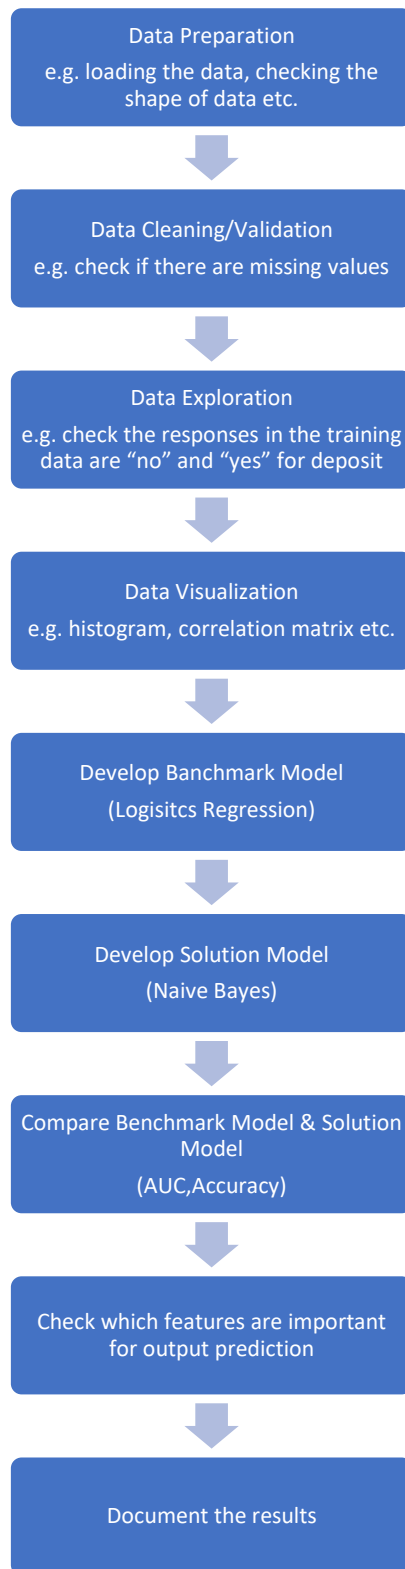 Data Preparation
e.g. loading the data, checking the
shape of data etc.
Data Cleaning/Validation
e.g. check if there are missing values
Data Exploration
e.g. check the responses in the training
data are “no” and “yes” for deposit
Data Visualization
e.g. histogram, correlation matrix etc.
Develop Banchmark Model
(Logisitcs Regression)
Develop Solution Model
(Naive Bayes)
Compare Benchmark Model & Solution
Model
(AUC,Accuracy)
Check which features are important
for output prediction
Document the results